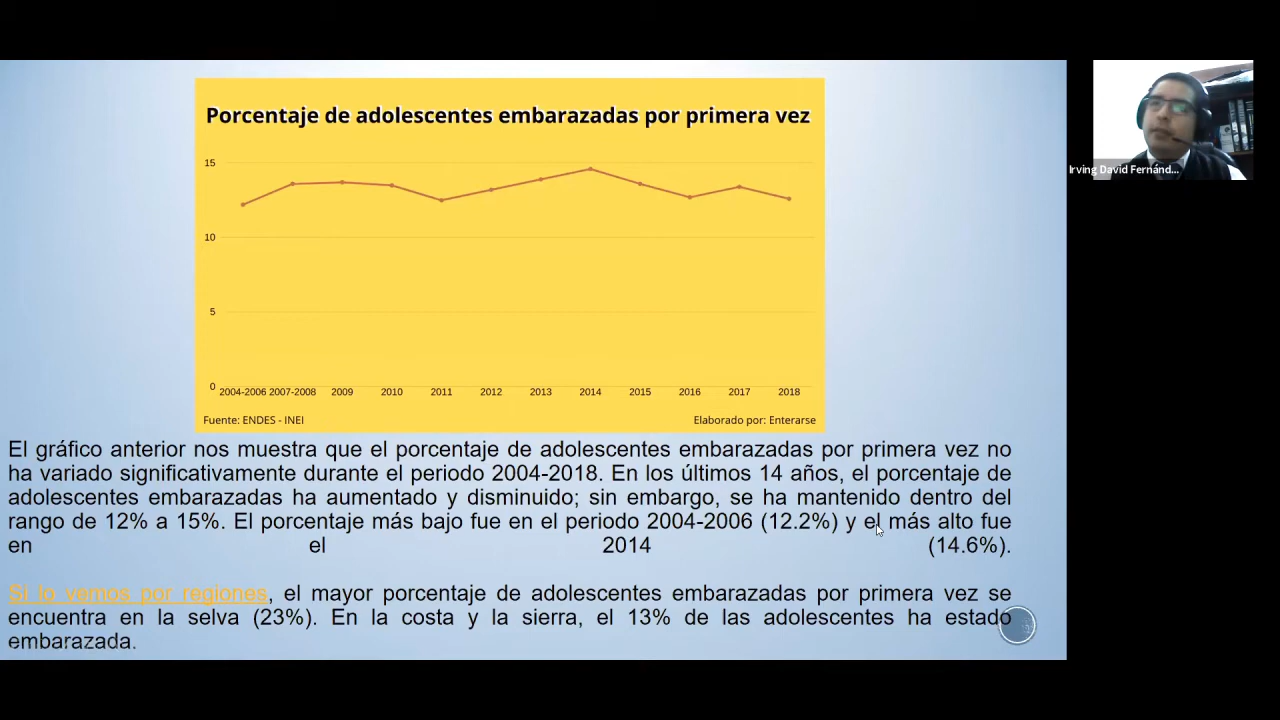 Porcentaje de adolescentes embarazadas por primera vez
15
10
5
0
2004-2006 2007-2008 2009 2010 2011 2012 2013 2014 2015 2016 2017 2018
Fuente: ENDES - INEI Elaborado por: Enterarse
El gráfico anterior nos muestra que el porcentaje de adolescentes embarazadas por primera vez no
ha variado significativamente durante el periodo 2004-2018. En los últimos 14 años, el porcentaje de
adolescentes embarazadas ha aumentado y disminuido; sin embargo, se ha mantenido dentro del
rango de 12% a 15%. El porcentaje más bajo fue en el periodo 2004-2006 (12.2%) y el más alto fue
en el 2014 (14.6%).
Si lo vemos por regiones, el mayor porcentaje de adolescentes embarazadas por primera vez se
encuentra en la selva (23%). En la costa y la sierra, el 13% de las adolescentes ha estado
embarazada.
Irving David Fernánd...